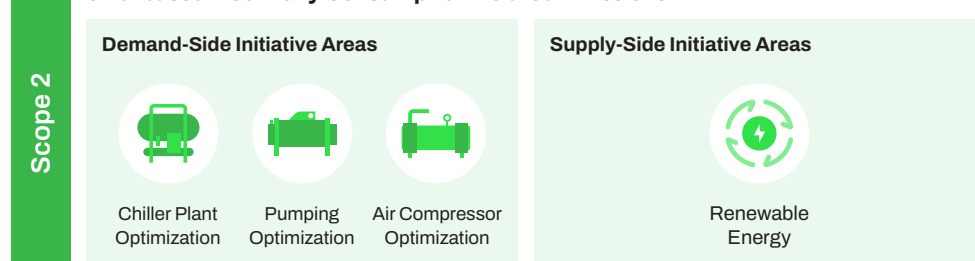 Scope 2
Demand-Side Initiative Areas
Chiller Plant
Optimization
Pumping
Optimization
Air Compressor
Optimization
Supply-Side Initiative Areas
Renewable
Energy